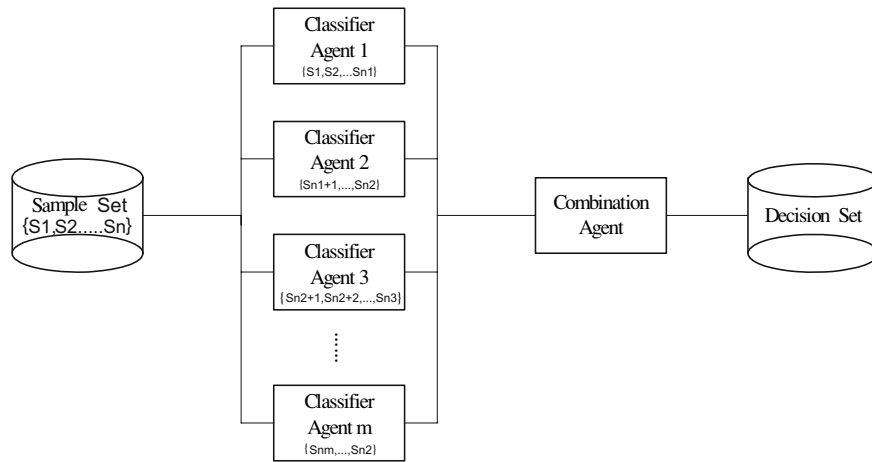 Classifier
Agent 1
{S1,S2,...Sn1}
Classifier
Agent 2
{Sn1+1,...,Sn2}
Sample Set
{S1,S2.....Sn}
Combination
Agent
Decision Set
Classifier
Agent 3
{Sn2+1,Sn2+2,...,Sn3}
......
Classifier
Agent m
{Snm,...,Sn2}